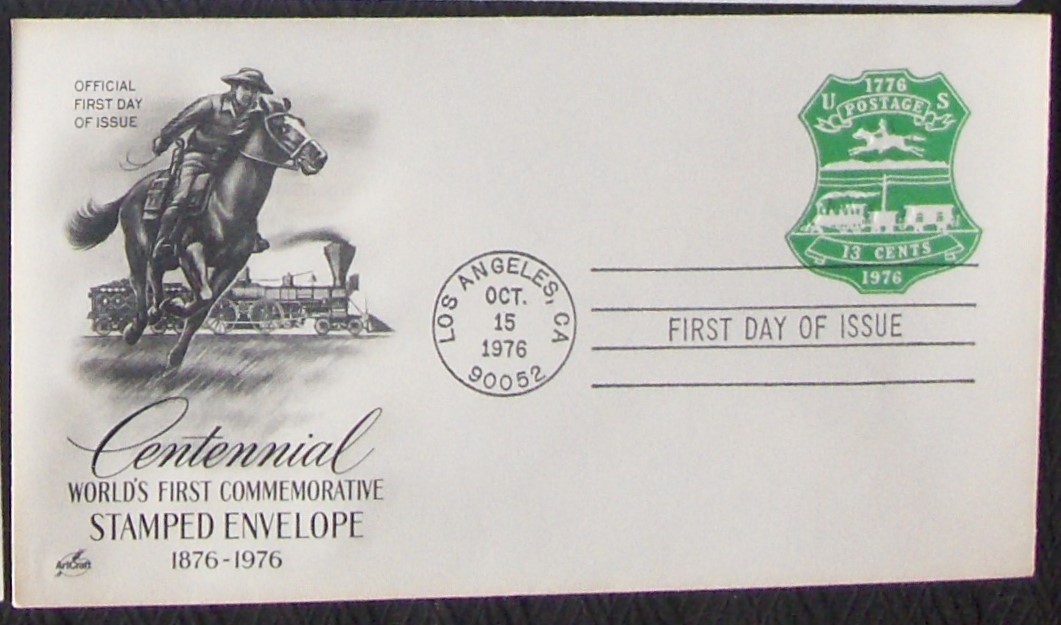 OFFICIAL
FIRST DAY
OF ISSUE
Centennial
WORLD'S FIRST COMMEMORATIVE
STAMPED ENVELOPE
1876-1976
ArtCraft
LOS ANGELES, CA
OCT.
15
1976
90052
FIRST DAY OF ISSUE
1776
U S
POSTAGE
13 CENTS
1976